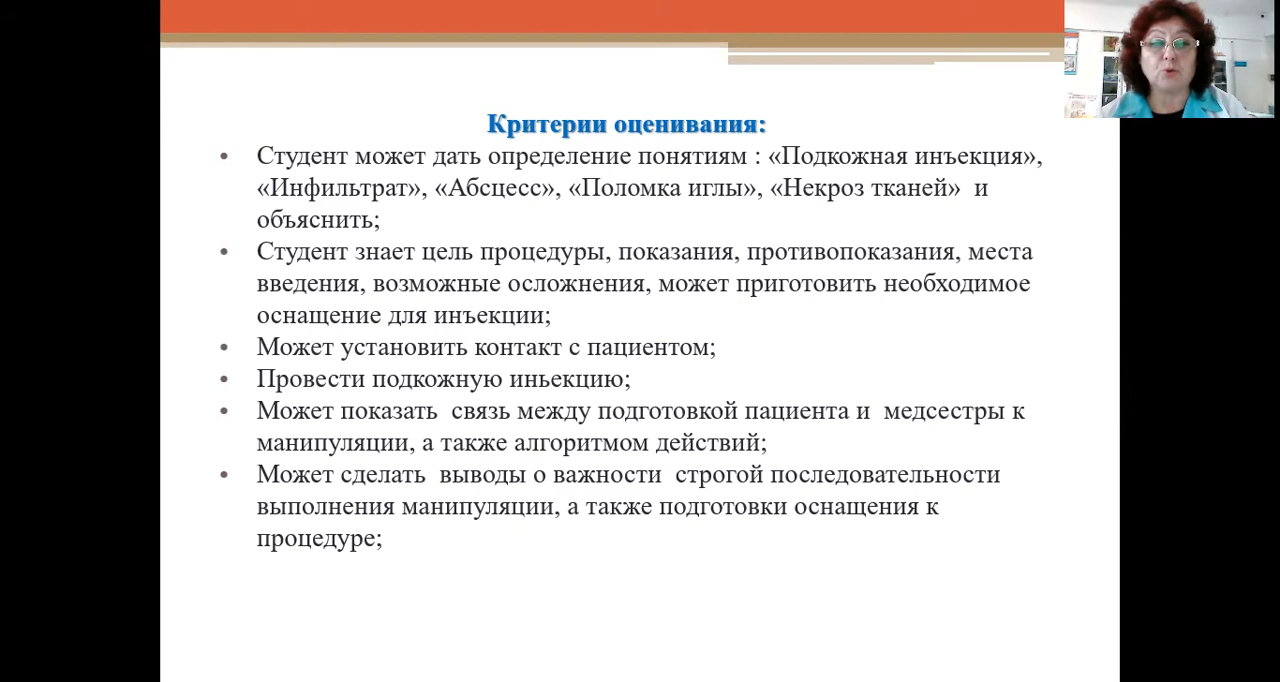 Критерии оценивания:
• Студент может дать определение понятиям : «Подкожная инъекция»,
«Инфильтрат», «Абсцесс», «Поломка иглы», «Некроз тканей» и
объяснить;
• Студент знает цель процедуры, показания, противопоказания, места
введения, возможные осложнения, может приготовить необходимое
оснащение для инъекции;
• Может установить контакт с пациентом;
• Провести подкожную иньекцию;
• Может показать связь между подготовкой пациента и медсестры к
манипуляции, а также алгоритмом действий;
• Может сделать выводы о важности строгой последовательности
выполнения манипуляции, а также подготовки оснащения к
процедуре;